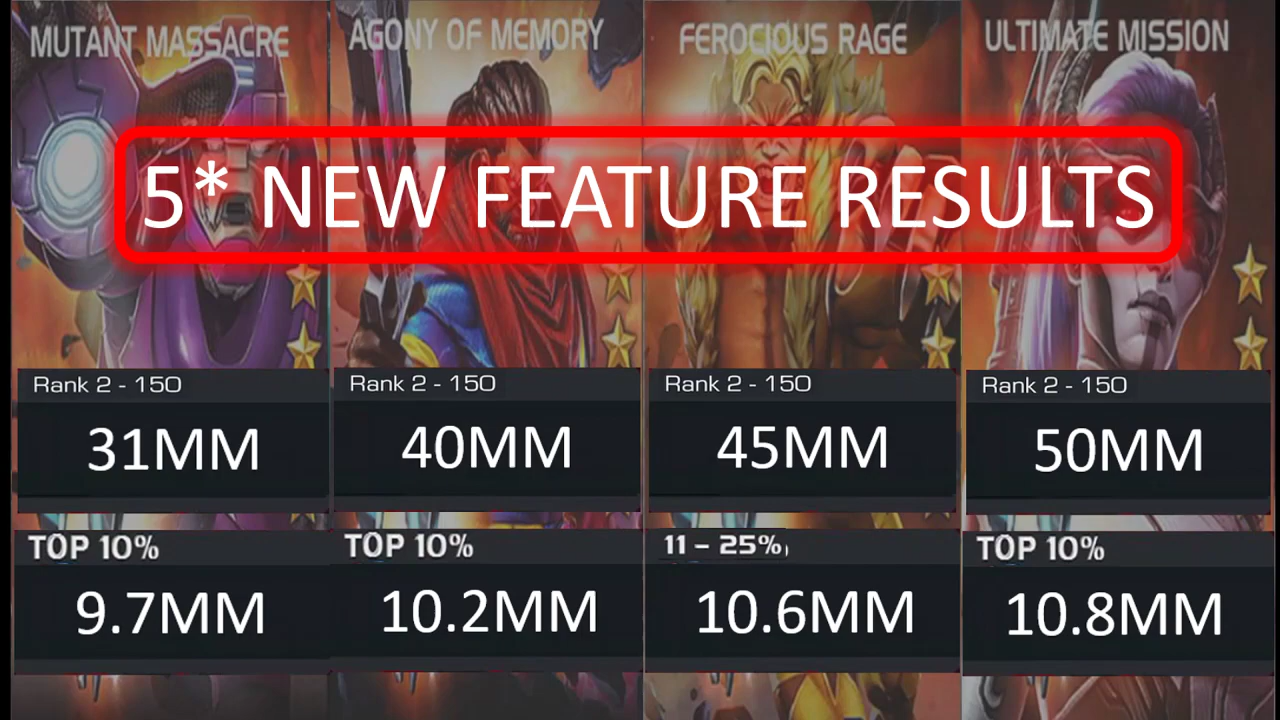 MUTANT MASSACRE
AGONY OF MEMORY
FEROCIOUS RAGE
ULTIMATE MISSION
5* NEW FEATURE RESULTS
Rank 2 - 150
Rank 2 - 150
Rank 2 - 150
Rank 2 - 150
31MM
40MM
45MM
50MM
TOP 10%
TOP 10%
11 – 25%
TOP 10%
9.7MM
10.2MM
10.6MM
10.8MM